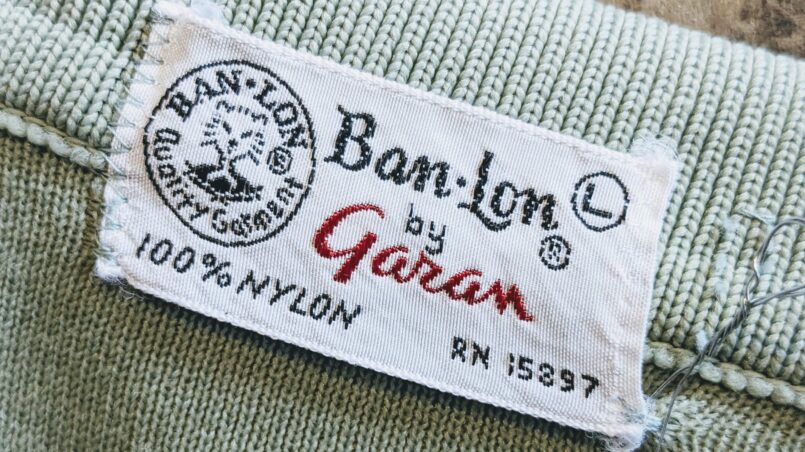 BAN·LON ®
Quality Garment
Ban·Lon ®
L
by
Garan
100% NYLON
RN 15897